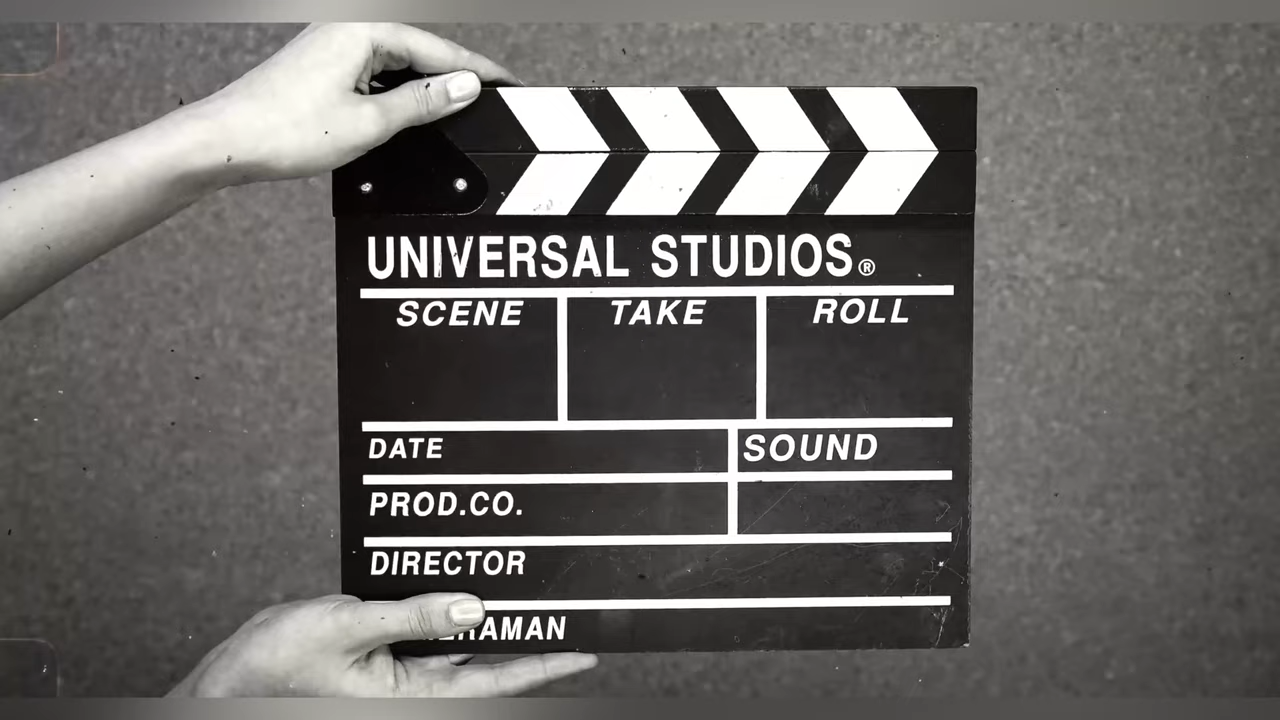 UNIVERSAL STUDIOS®
SCENE TAKE ROLL
DATE SOUND
PROD.CO.
DIRECTOR